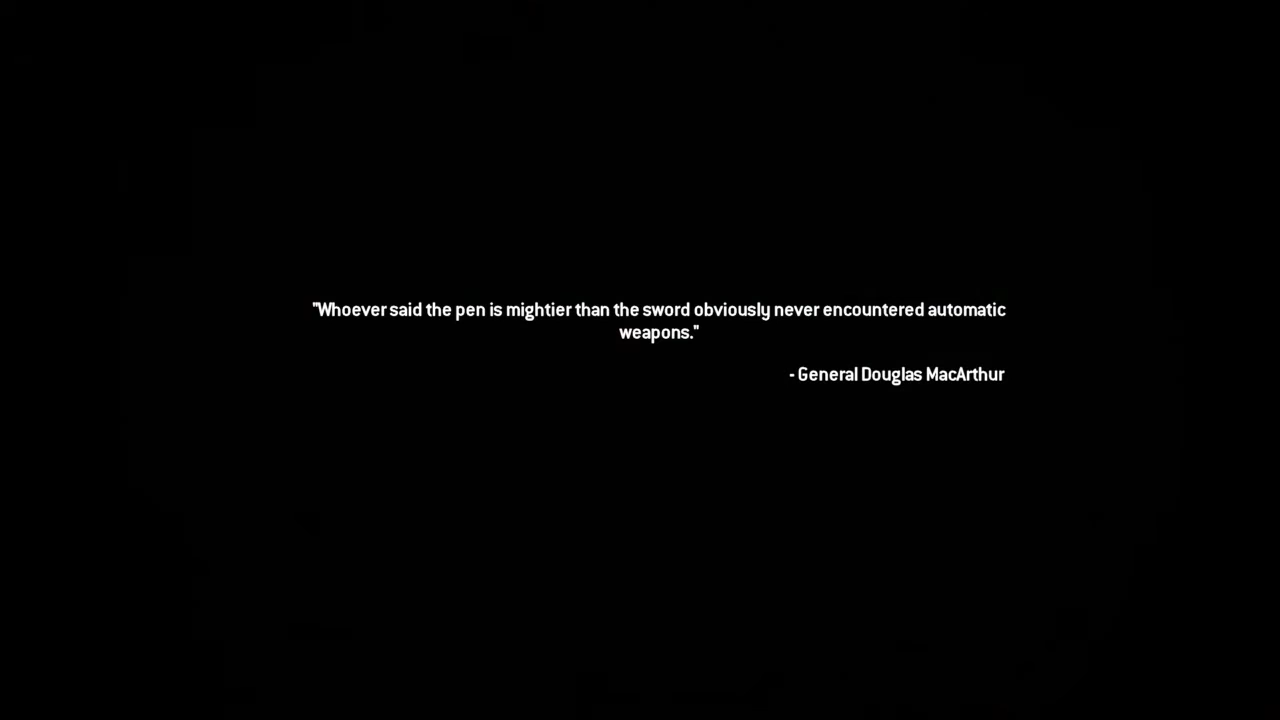 "Whoever said the pen is mightier than the sword obviously never encountered automatic
weapons."
- General Douglas MacArthur